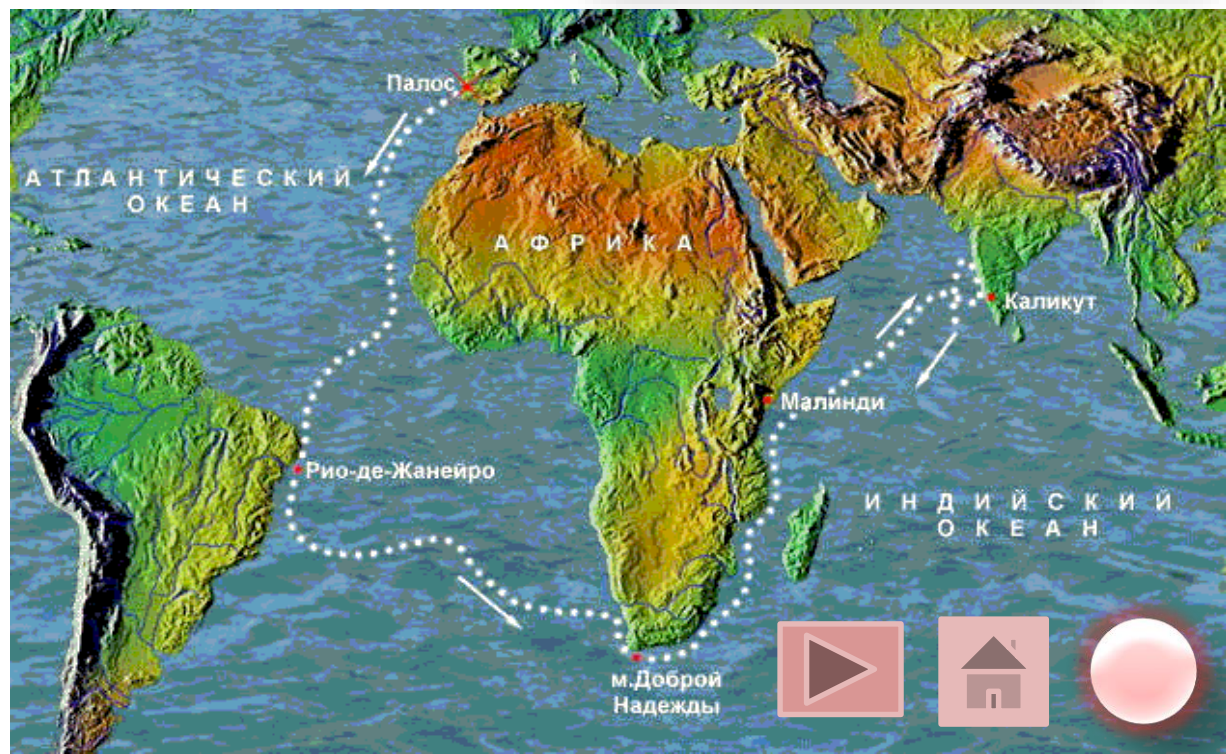 Палос
АТЛАНТИЧЕСКИЙ
ОКЕАН
АФРИКА
Каликут
Малинди
Рио-де-Жанейро
ИНДИЙСКИЙ
ОКЕАН
м.Доброй
Надежды